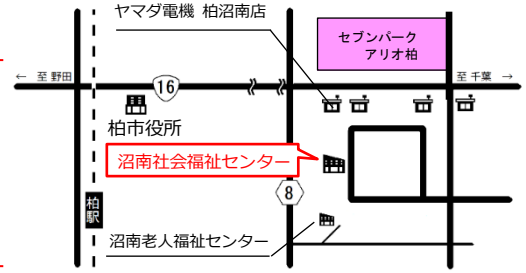 ヤマダ電機 柏沼南店
セブンパーク
アリオ柏
← 至 野田
至 千葉 →
16
柏市役所
沼南社会福祉センター
8
柏駅
沼南老人福祉センター